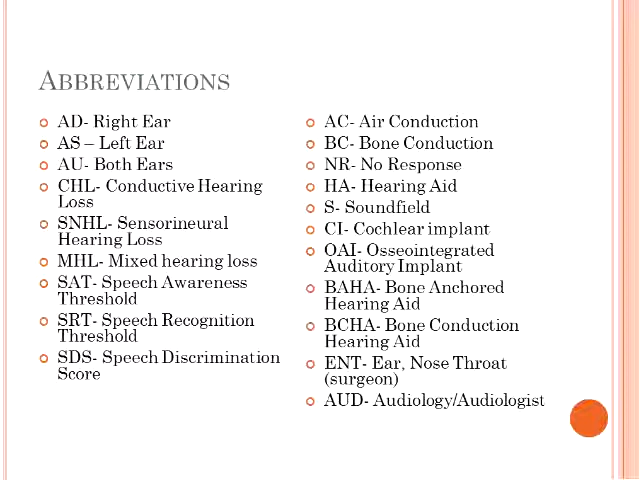 ABBREVIATIONS
AD- Right Ear
AS – Left Ear
AU- Both Ears
CHL- Conductive Hearing
Loss
SNHL- Sensorineural
Hearing Loss
MHL- Mixed hearing loss
SAT- Speech Awareness
Threshold
SRT- Speech Recognition
Threshold
SDS- Speech Discrimination
Score
AC- Air Conduction
BC- Bone Conduction
NR- No Response
HA- Hearing Aid
S- Soundfield
CI- Cochlear implant
OAI- Osseointegrated
Auditory Implant
BAHA- Bone Anchored
Hearing Aid
BCHA- Bone Conduction
Hearing Aid
ENT- Ear, Nose Throat
(surgeon)
AUD- Audiology/Audiologist